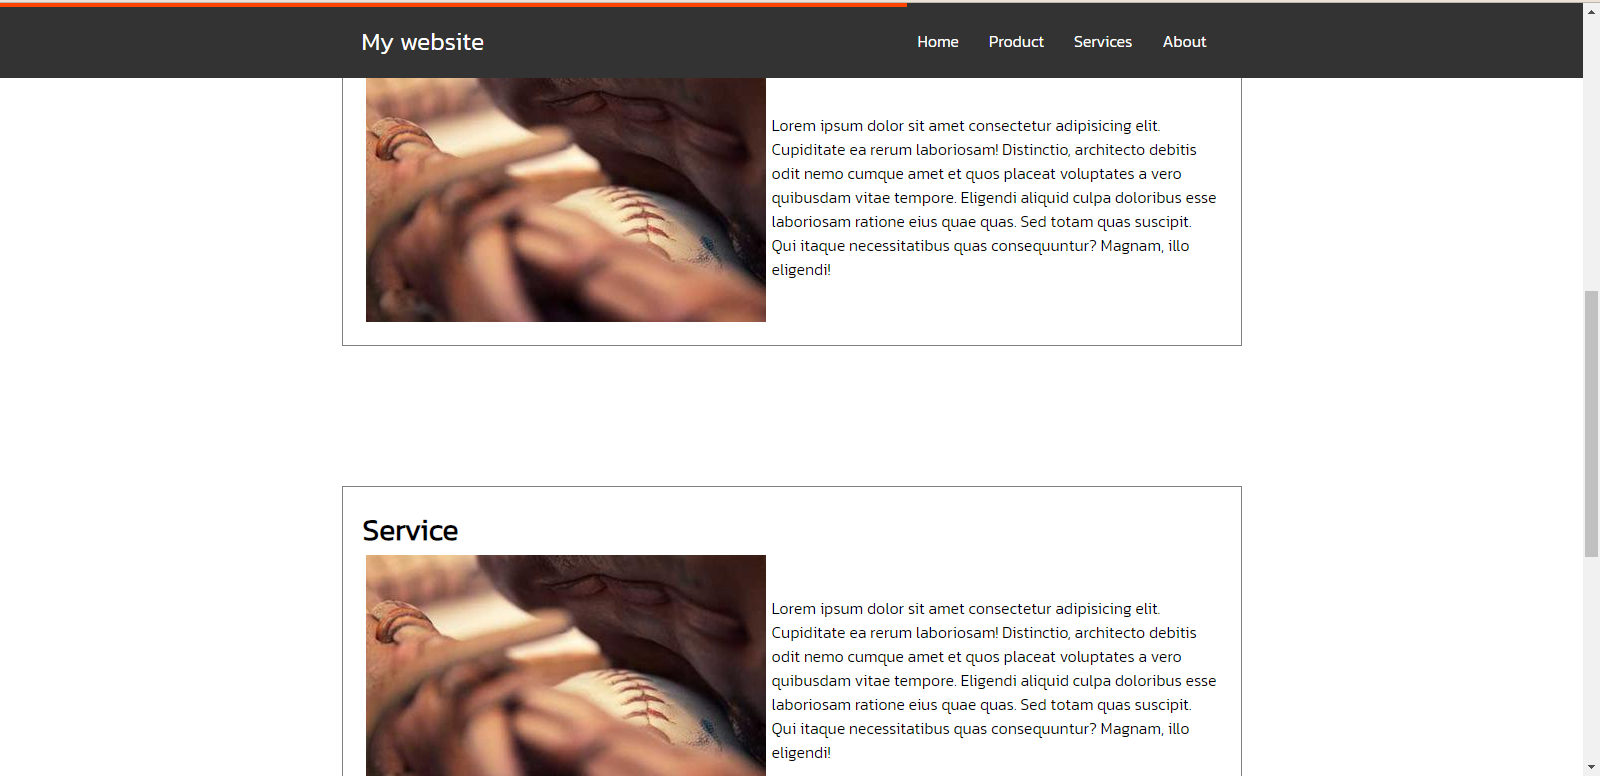 My website
Home Product Services About
Lorem ipsum dolor sit amet consectetur adipisicing elit.
Cupiditate ea rerum laboriosam! Distinctio, architecto debitis
odit nemo cumque amet et quos placeat voluptates a vero
quibusdam vitae tempore. Eligendi aliquid culpa doloribus esse
laboriosam ratione eius quae quas. Sed totam quas suscipit.
Qui itaque necessitatibus quas consequuntur? Magnam, illo
eligendi!
Service
Lorem ipsum dolor sit amet consectetur adipisicing elit.
Cupiditate ea rerum laboriosam! Distinctio, architecto debitis
odit nemo cumque amet et quos placeat voluptates a vero
quibusdam vitae tempore. Eligendi aliquid culpa doloribus esse
laboriosam ratione eius quae quas. Sed totam quas suscipit.
Qui itaque necessitatibus quas consequuntur? Magnam, illo
eligendi!